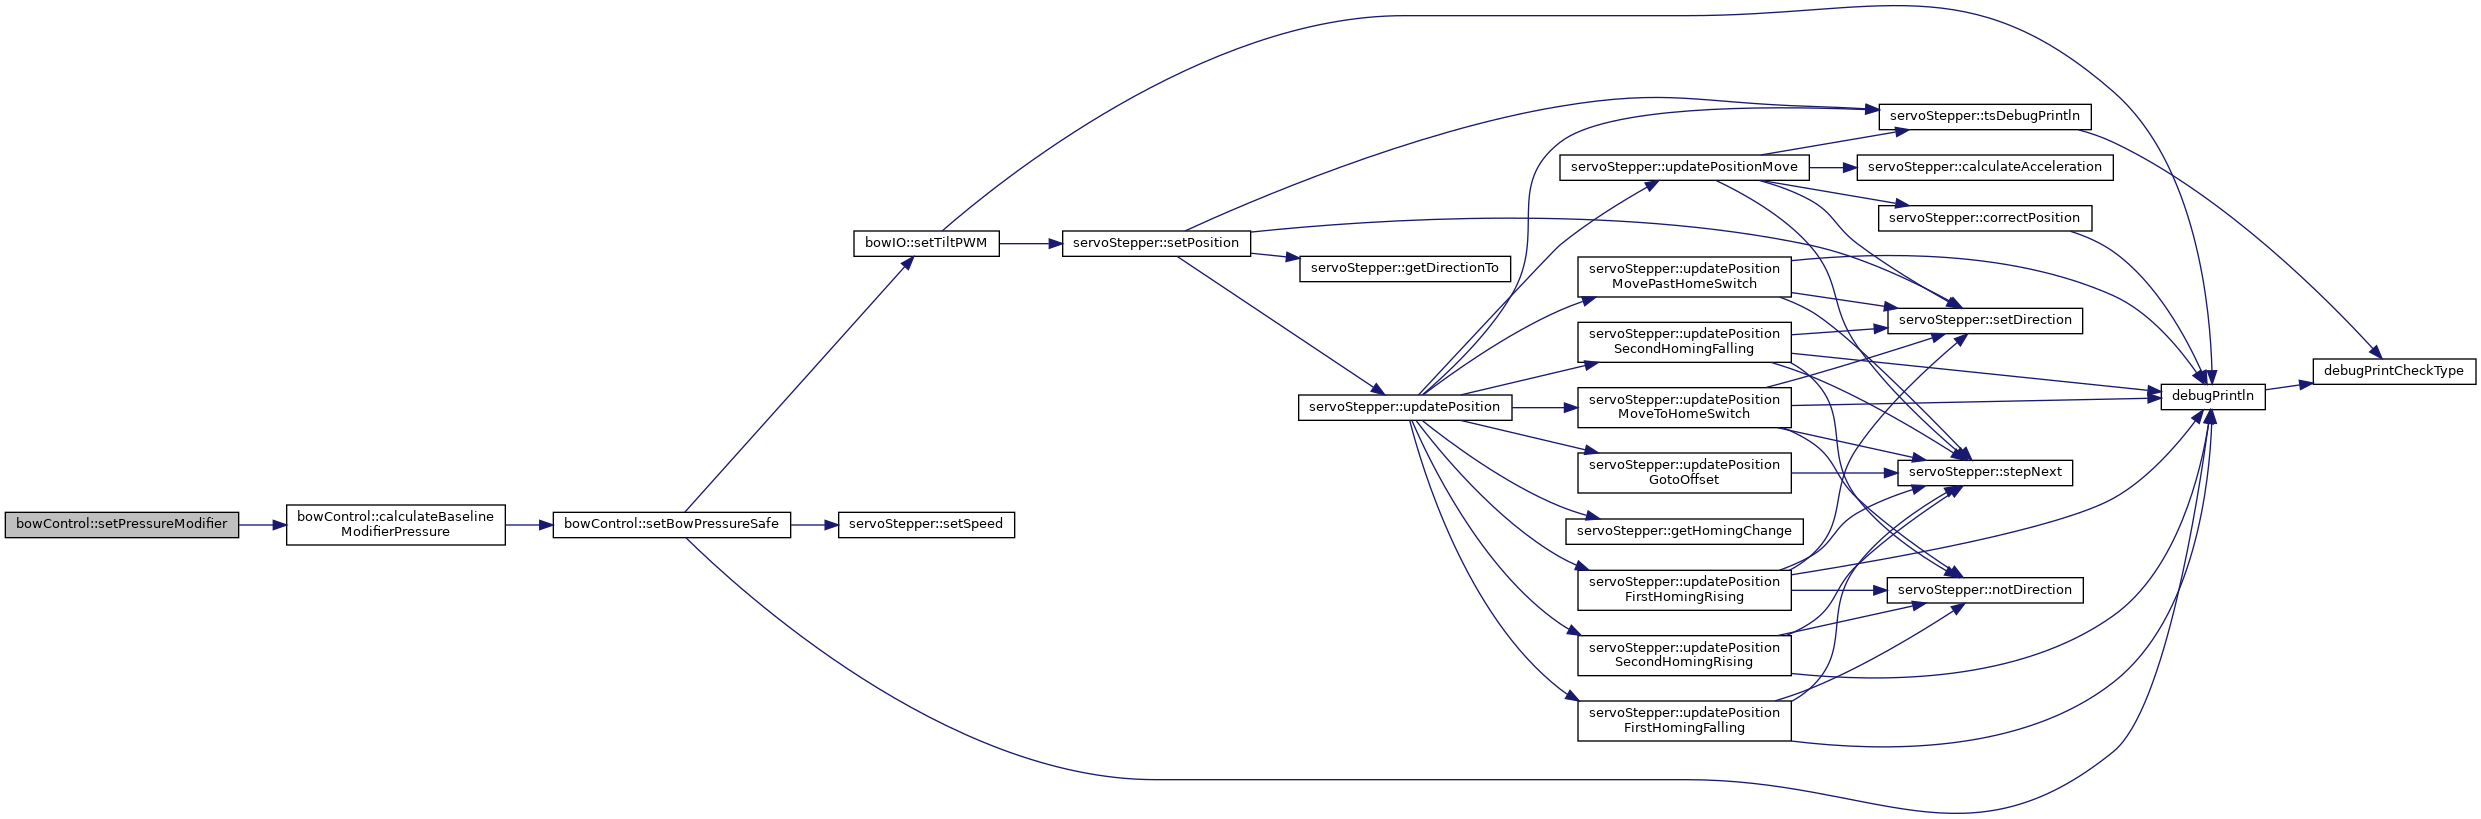 bowControl::setPressureModifier
bowControl::calculateBaseline
ModifierPressure
bowControl::setBowPressureSafe
bowIO::setTiltPWM
servoStepper::setSpeed
servoStepper::setPosition
servoStepper::getDirectionTo
servoStepper::updatePosition
servoStepper::updatePositionMove
servoStepper::updatePosition
MovePastHomeSwitch
servoStepper::updatePosition
SecondHomingFalling
servoStepper::updatePosition
MoveToHomeSwitch
servoStepper::updatePosition
GotoOffset
servoStepper::getHomingChange
servoStepper::updatePosition
FirstHomingRising
servoStepper::updatePosition
SecondHomingRising
servoStepper::updatePosition
FirstHomingFalling
servoStepper::tsDebugPrintln
servoStepper::calculateAcceleration
servoStepper::correctPosition
servoStepper::setDirection
servoStepper::stepNext
servoStepper::notDirection
debugPrintln
debugPrintCheckType